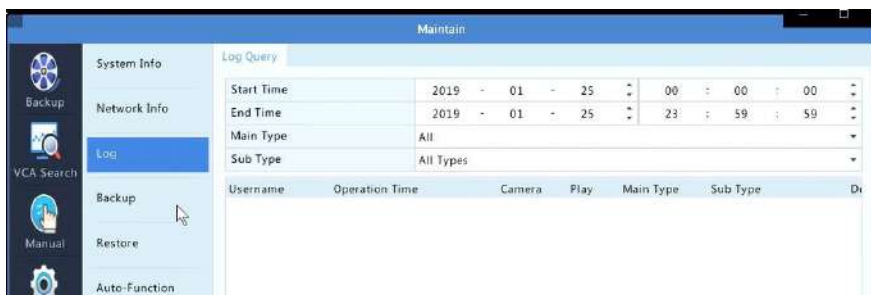 Maintain
Backup
VCA Search
Manual
System Info
Network Info
Log
Backup
Restore
Auto-Function
Log Query
Start Time 2019 - 01 - 25 00 : 00 : 00
End Time 2019 - 01 - 25 23 : 59 : 59
Main Type All
Sub Type All Types
Username Operation Time Camera Play Main Type Sub Type De